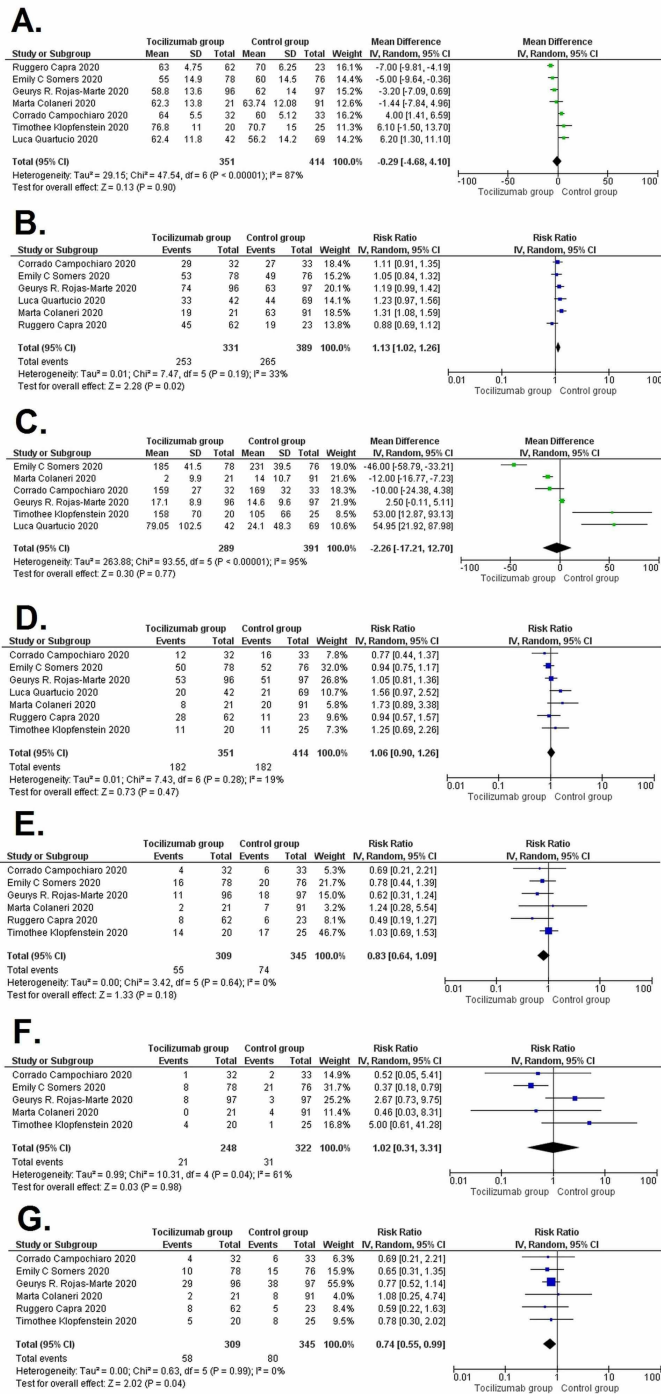 A.
Tocilizumab group Control group Mean Difference Mean Difference
Study or Subgroup Mean SD Total Mean SD Total Weight IV, Random, 95% CI IV, Random, 95% CI
Ruggero Capra 2020 63 4.75 62 70 6.25 23 16.1% -7.00 [-9.81, -4.19]
Emily C Somers 2020 55 14.9 78 60 14.5 76 14.5% -5.00 [-9.64, -0.36]
Geurys R. Rojas-Marte 2020 58.8 13.6 96 62 14 97 15.1% -3.20 [-7.09, 0.69]
Marta Colaneri 2020 62.3 13.8 21 63.74 12.08 91 12.5% -1.44 [-7.84, 4.96]
Corrado Campochiaro 2020 64 5.5 32 60 5.12 33 16.2% 4.00 [1.41, 6.59]
Timothee Klopfenstein 2020 76.8 11 20 70.7 15 25 11.3% 6.10 [-1.50, 13.70]
Luca Quartucio 2020 62.4 11.8 42 56.2 14.2 69 14.2% 6.20 [1.30, 11.10]
Total (95% CI) 351 414 100.0% -0.29 [-4.68, 4.10]
Heterogeneity: Tau² = 29.15; Chi² = 47.54, df = 6 (P < 0.00001); I² = 87%
Test for overall effect: Z = 0.13 (P = 0.90)
-100 -50 0 50 100
Tocilizumab group Control group
B.
Tocilizumab group Control group Risk Ratio Risk Ratio
Study or Subgroup Events Total Events Total Weight IV, Random, 95% CI IV, Random, 95% CI
Corrado Campochiaro 2020 29 32 27 33 18.4% 1.11 [0.91, 1.35]
Emily C Somers 2020 53 78 49 76 15.2% 1.05 [0.84, 1.32]
Geurys R. Rojas-Marte 2020 74 96 63 97 20.1% 1.19 [0.99, 1.42]
Luca Quartucio 2020 33 42 44 69 14.1% 1.23 [0.97, 1.56]
Marta Colaneri 2020 19 21 63 91 18.3% 1.31 [1.08, 1.59]
Ruggero Capra 2020 45 62 19 23 13.8% 0.88 [0.69, 1.12]
Total (95% CI) 331 389 100.0% 1.13 [1.02, 1.26]
Total events 253 265
Heterogeneity: Tau² = 0.01; Chi² = 7.47, df = 5 (P = 0.19); I² = 33%
Test for overall effect: Z = 2.28 (P = 0.02)
0.01 0.1 1 10 100
Tocilizumab group Control group
C.
Tocilizumab group Control group Mean Difference Mean Difference
Study or Subgroup Mean SD Total Mean SD Total Weight IV, Random, 95% CI IV, Random, 95% CI
Emily C Somers 2020 185 41.5 78 231 39.5 76 19.0% -46.00 [-58.79, -33.21]
Marta Colaneri 2020 2 9.9 21 14 10.7 91 21.6% -12.00 [-16.77, -7.23]
Corrado Campochiaro 2020 159 27 32 169 32 33 18.4% -10.00 [-24.38, 4.38]
Geurys R. Rojas-Marte 2020 17.1 8.9 96 14.6 9.6 97 21.9% 2.50 [-0.11, 5.11]
Timothee Klopfenstein 2020 158 70 20 105 66 25 8.3% 53.00 [12.87, 93.13]
Luca Quartucio 2020 79.05 102.5 42 24.1 48.3 69 10.6% 54.95 [21.92, 87.98]
Total (95% CI) 289 391 100.0% -2.26 [-17.21, 12.70]
Heterogeneity: Tau² = 263.88; Chi² = 93.55, df = 5 (P < 0.00001); I² = 95%
Test for overall effect: Z = 0.30 (P = 0.77)
-100 -50 0 50 100
Tocilizumab group Control group
D.
Tocilizumab group Control group Risk Ratio Risk Ratio
Study or Subgroup Events Total Events Total Weight IV, Random, 95% CI IV, Random, 95% CI
Corrado Campochiaro 2020 12 32 16 33 7.8% 0.77 [0.44, 1.37]
Emily C Somers 2020 50 78 52 76 32.0% 0.94 [0.75, 1.17]
Geurys R. Rojas-Marte 2020 53 96 51 97 26.8% 1.05 [0.81, 1.36]
Luca Quartucio 2020 20 42 21 69 10.7% 1.56 [0.97, 2.52]
Marta Colaneri 2020 8 21 20 91 5.8% 1.73 [0.89, 3.38]
Ruggero Capra 2020 28 62 11 23 9.6% 0.94 [0.57, 1.57]
Timothee Klopfenstein 2020 11 20 11 25 7.3% 1.25 [0.69, 2.26]
Total (95% CI) 351 414 100.0% 1.06 [0.90, 1.26]
Total events 182 182
Heterogeneity: Tau² = 0.01; Chi² = 7.43, df = 6 (P = 0.28); I² = 19%
Test for overall effect: Z = 0.73 (P = 0.47)
0.01 0.1 1 10 100
Tocilizumab group Control group
E.
Tocilizumab group Control group Risk Ratio Risk Ratio
Study or Subgroup Events Total Events Total Weight IV, Random, 95% CI IV, Random, 95% CI
Corrado Campochiaro 2020 4 32 6 33 5.3% 0.69 [0.21, 2.21]
Emily C Somers 2020 16 78 20 76 21.7% 0.78 [0.44, 1.39]
Geurys R. Rojas-Marte 2020 11 96 18 97 15.0% 0.62 [0.31, 1.24]
Marta Colaneri 2020 2 21 7 91 3.2% 1.24 [0.28, 5.54]
Ruggero Capra 2020 8 62 6 23 8.1% 0.49 [0.19, 1.27]
Timothee Klopfenstein 2020 14 20 17 25 46.7% 1.03 [0.69, 1.53]
Total (95% CI) 309 345 100.0% 0.83 [0.64, 1.09]
Total events 55 74
Heterogeneity: Tau² = 0.00; Chi² = 3.42, df = 5 (P = 0.64); I² = 0%
Test for overall effect: Z = 1.33 (P = 0.18)
0.01 0.1 1 10 100
Tocilizumab group Control group
F.
Tocilizumab group Control group Risk Ratio Risk Ratio
Study or Subgroup Events Total Events Total Weight IV, Random, 95% CI IV, Random, 95% CI
Corrado Campochiaro 2020 1 32 2 33 14.9% 0.52 [0.05, 5.41]
Emily C Somers 2020 8 78 21 76 31.7% 0.37 [0.18, 0.79]
Geurys R. Rojas-Marte 2020 8 97 3 97 25.2% 2.67 [0.73, 9.75]
Marta Colaneri 2020 0 21 4 91 11.4% 0.46 [0.03, 8.31]
Timothee Klopfenstein 2020 4 20 1 25 16.8% 5.00 [0.61, 41.28]
Total (95% CI) 248 322 100.0% 1.02 [0.31, 3.31]
Total events 21 31
Heterogeneity: Tau² = 0.99; Chi² = 10.31, df = 4 (P = 0.04); I² = 61%
Test for overall effect: Z = 0.03 (P = 0.98)
0.01 0.1 1 10 100
Tocilizumab group Control group
G.
Tocilizumab group Control group Risk Ratio Risk Ratio
Study or Subgroup Events Total Events Total Weight IV, Random, 95% CI IV, Random, 95% CI
Corrado Campochiaro 2020 4 32 6 33 6.3% 0.69 [0.21, 2.21]
Emily C Somers 2020 10 78 15 76 15.9% 0.65 [0.31, 1.35]
Geurys R. Rojas-Marte 2020 29 96 38 97 55.9% 0.77 [0.52, 1.14]
Marta Colaneri 2020 2 21 8 91 4.0% 1.08 [0.25, 4.74]
Ruggero Capra 2020 8 62 5 23 8.6% 0.59 [0.22, 1.63]
Timothee Klopfenstein 2020 5 20 8 25 9.3% 0.78 [0.30, 2.02]
Total (95% CI) 309 345 100.0% 0.74 [0.55, 0.99]
Total events 58 80
Heterogeneity: Tau² = 0.00; Chi² = 0.63, df = 5 (P = 0.99); I² = 0%
Test for overall effect: Z = 2.02 (P = 0.04)
0.01 0.1 1 10 100
Tocilizumab group Control group